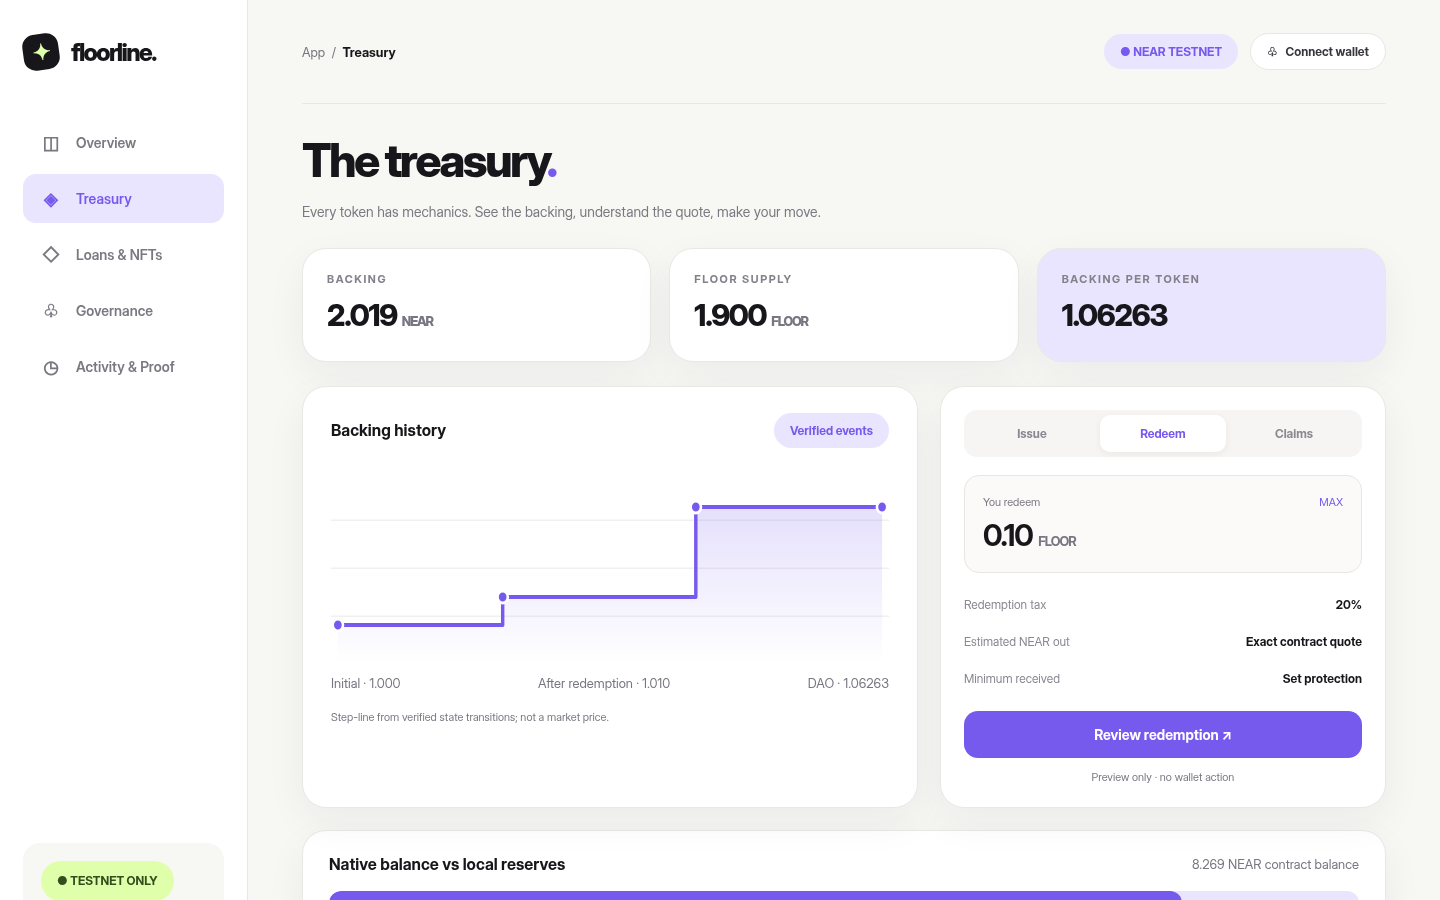 floorline.
Overview
Treasury
Loans & NFTs
Governance
Activity & Proof
TESTNET ONLY
App / Treasury
NEAR TESTNET
Connect wallet
The treasury.
Every token has mechanics. See the backing, understand the quote, make your move.
BACKING
2.019 NEAR
FLOOR SUPPLY
1.900 FLOOR
BACKING PER TOKEN
1.06263
Backing history
Verified events
Initial · 1.000
After redemption · 1.010
DAO · 1.06263
Step-line from verified state transitions; not a market price.
Issue
Redeem
Claims
You redeem
MAX
0.10 FLOOR
Redemption tax
20%
Estimated NEAR out
Exact contract quote
Minimum received
Set protection
Review redemption ↗
Preview only · no wallet action
Native balance vs local reserves
8.269 NEAR contract balance